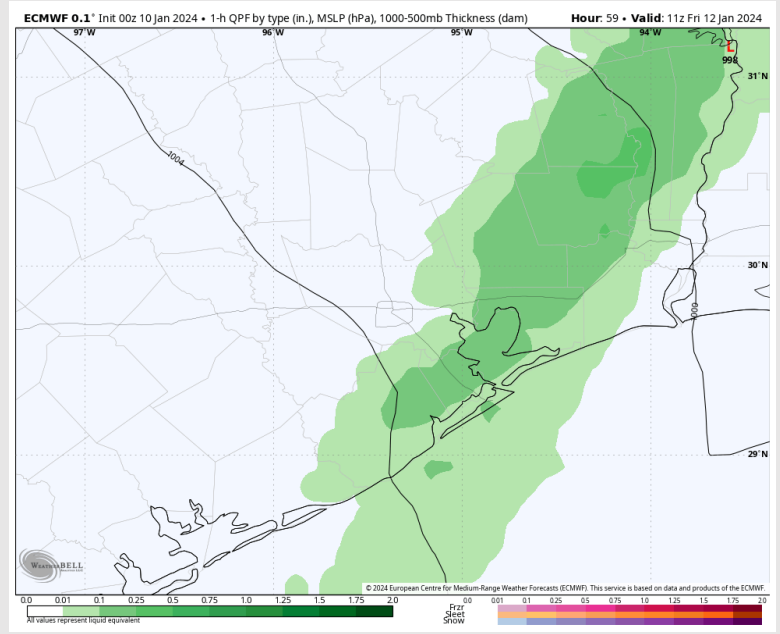 ECMWF 0.1° Init 00z 10 Jan 2024 • 1-h QPF by type (in.), MSLP (hPa), 1000-500mb Thickness (dam) Hour: 59 • Valid: 11z Fri 12 Jan 2024
97°W 96°W 95°W 94°W
L
998
31°N
1004
30°N
1000
29°N
WeatherBELL
© 2024 European Centre for Medium-Range Weather Forecasts (ECMWF). This service is based on data and products of the ECMWF.
0.0 0.01 0.1 0.25 0.5 0.75 1.0 1.25 1.5 1.75 2.0
All values represent liquid equivalent
0.0 0.01 0.1 0.25 0.5 0.75 1.0 1.25 1.5 1.75 2.0
Frzr
Sleet
Snow